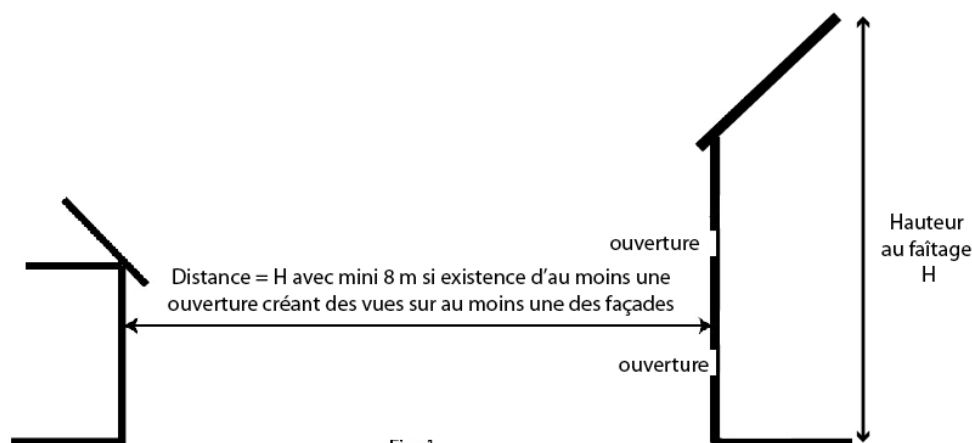 ouverture
Hauteur
au faîtage
H
Distance = H avec mini 8 m si existence d'au moins une
ouverture créant des vues sur au moins une des façades
ouverture